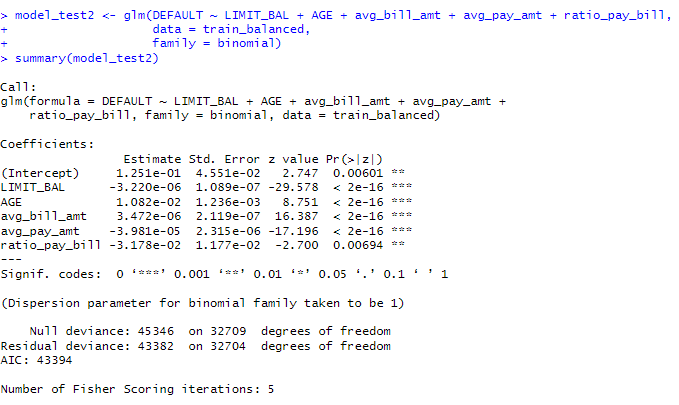 > model_test2 <- glm(DEFAULT ~ LIMIT_BAL + AGE + avg_bill_amt + avg_pay_amt + ratio_pay_bill,
+                    data = train_balanced,
+                    family = binomial)
> summary(model_test2)

Call:
glm(formula = DEFAULT ~ LIMIT_BAL + AGE + avg_bill_amt + avg_pay_amt +
    ratio_pay_bill, family = binomial, data = train_balanced)

Coefficients:
                 Estimate Std. Error z value Pr(>|z|)
(Intercept)     1.251e-01  4.551e-02   2.747  0.00601 **
LIMIT_BAL      -3.220e-06  1.089e-07 -29.578  < 2e-16 ***
AGE             1.082e-02  1.236e-03   8.751  < 2e-16 ***
avg_bill_amt    3.472e-06  2.119e-07  16.387  < 2e-16 ***
avg_pay_amt    -3.981e-05  2.315e-06 -17.196  < 2e-16 ***
ratio_pay_bill -3.178e-02  1.177e-02  -2.700  0.00694 **
---
Signif. codes:  0 ‘***’ 0.001 ‘**’ 0.01 ‘*’ 0.05 ‘.’ 0.1 ‘ ’ 1

(Dispersion parameter for binomial family taken to be 1)

    Null deviance: 45346  on 32709  degrees of freedom
Residual deviance: 43382  on 32704  degrees of freedom
AIC: 43394

Number of Fisher Scoring iterations: 5